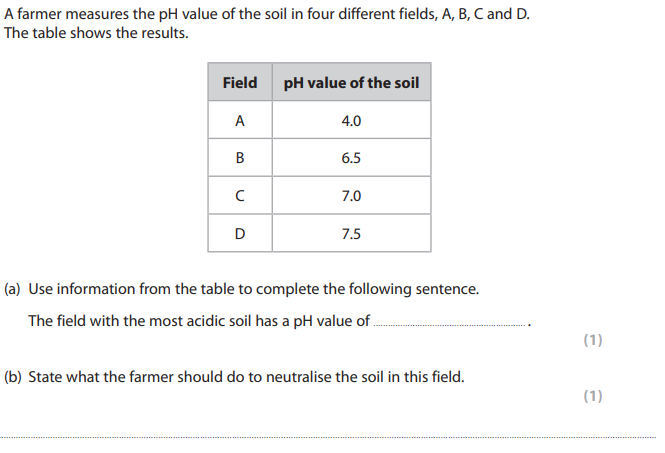 A farmer measures the pH value of the soil in four different fields, A, B, C and D.
The table shows the results.
Field pH value of the soil
A 4.0
B 6.5
C 7.0
D 7.5
(a) Use information from the table to complete the following sentence.
The field with the most acidic soil has a pH value of ............................................................ .
(1)
(b) State what the farmer should do to neutralise the soil in this field.
(1)